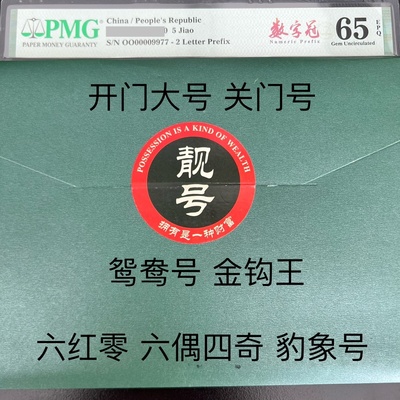 PMG
PAPER MONEY GUARANTY
China / People's Republic
0 5 Jiao
S/N OO00009977 - 2 Letter Prefix
数字冠
Numeric Prefix
65
EPQ
Gem Uncirculated
开门大号 关门号
POSSESSION IS A KIND OF WEALTH
靓号
拥有是一种财富
鸳鸯号 金钩王
六红零 六偶四奇 豹象号